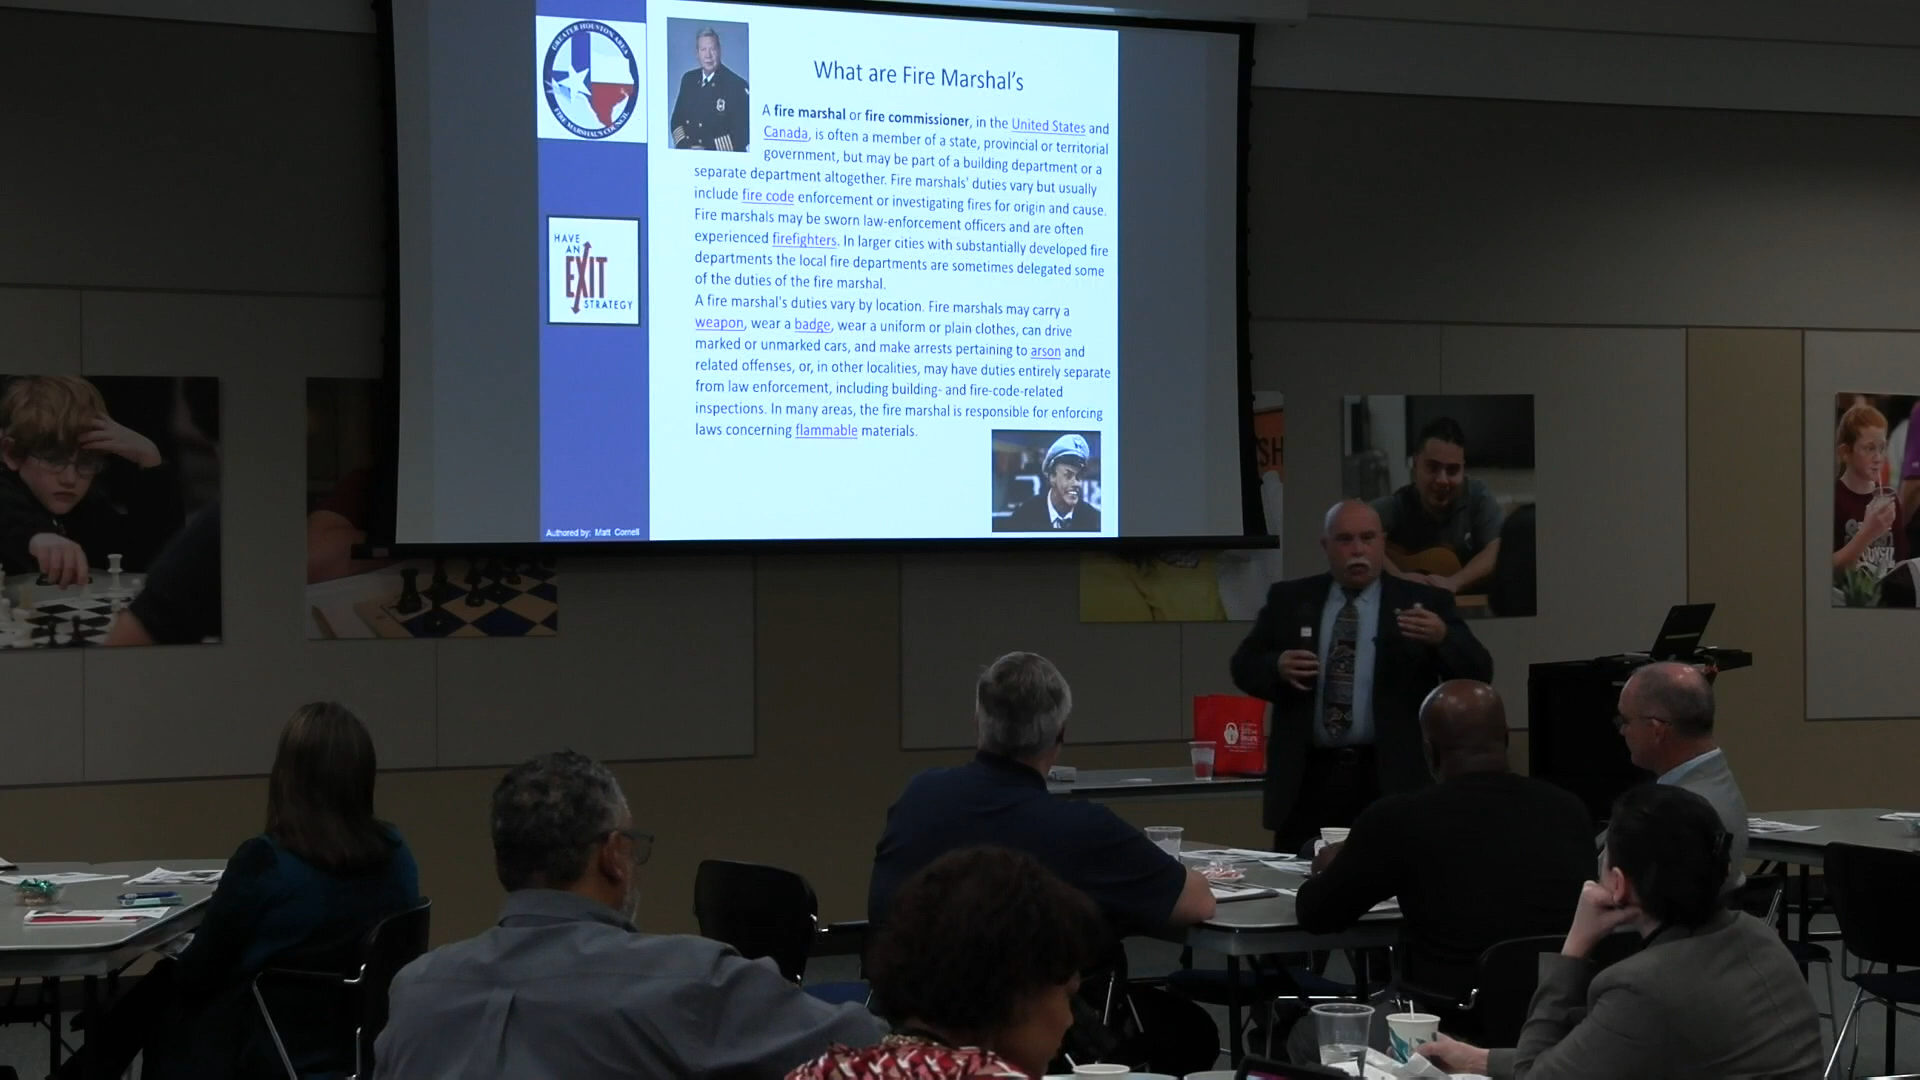 GREATER HOUSTON AREA
FIRE MARSHAL'S COUNCIL
HAVE
AN
EXIT
STRATEGY
Authored by: Matt Cornell
What are Fire Marshal's
A fire marshal or fire commissioner, in the United States and
Canada, is often a member of a state, provincial or territorial
government, but may be part of a building department or a
separate department altogether. Fire marshals' duties vary but usually
include fire code enforcement or investigating fires for origin and cause.
Fire marshals may be sworn law-enforcement officers and are often
experienced firefighters. In larger cities with substantially developed fire
departments the local fire departments are sometimes delegated some
of the duties of the fire marshal.
A fire marshal's duties vary by location. Fire marshals may carry a
weapon, wear a badge, wear a uniform or plain clothes, can drive
marked or unmarked cars, and make arrests pertaining to arson and
related offenses, or, in other localities, may have duties entirely separate
from law enforcement, including building- and fire-code-related
inspections. In many areas, the fire marshal is responsible for enforcing
laws concerning flammable materials.
SH